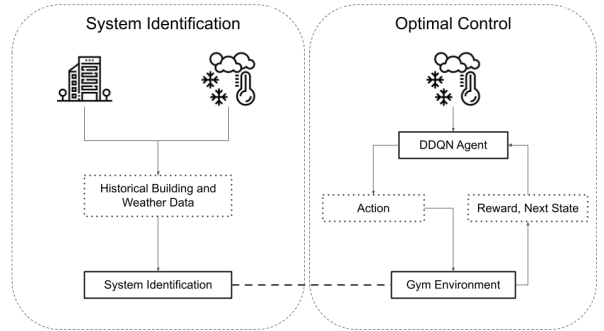 System Identification
Optimal Control
DDQN Agent
Historical Building and
Weather Data
Action
Reward, Next State
System Identification
Gym Environment